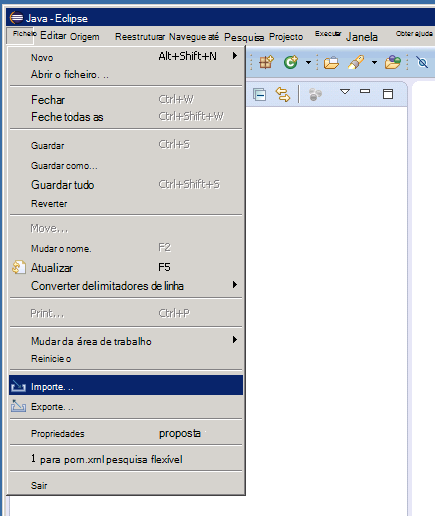 Java - Eclipse
Ficheiro Editar Origem Reestruturar Navegue até Pesquisa Projecto Executar Janela Obter ajuda
Novo Alt+Shift+N
Abrir o ficheiro. ..
Fechar Ctrl+W
Feche todas as Ctrl+Shift+W
Guardar Ctrl+S
Guardar como...
Guardar tudo Ctrl+Shift+S
Reverter
Move...
Mudar o nome. F2
Atualizar F5
Converter delimitadores de linha
Print... Ctrl+P
Mudar da área de trabalho
Reinicie o
Importe. ..
Exporte. ..
Propriedades proposta
1 para pom.xml pesquisa flexível
Sair